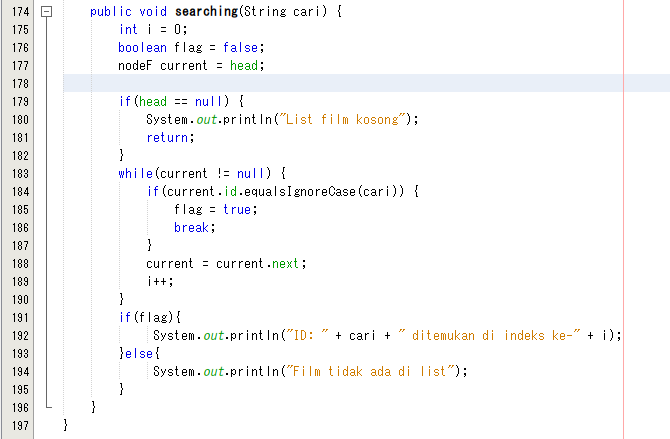 174 public void searching(String cari) {
175 int i = 0;
176 boolean flag = false;
177 nodeF current = head;
178
179 if(head == null) {
180 System.out.println("List film kosong");
181 return;
182 }
183 while(current != null) {
184 if(current.id.equalsIgnoreCase(cari)) {
185 flag = true;
186 break;
187 }
188 current = current.next;
189 i++;
190 }
191 if(flag){
192 System.out.println("ID: " + cari + " ditemukan di indeks ke-" + i);
193 }else{
194 System.out.println("Film tidak ada di list");
195 }
196 }
197 }